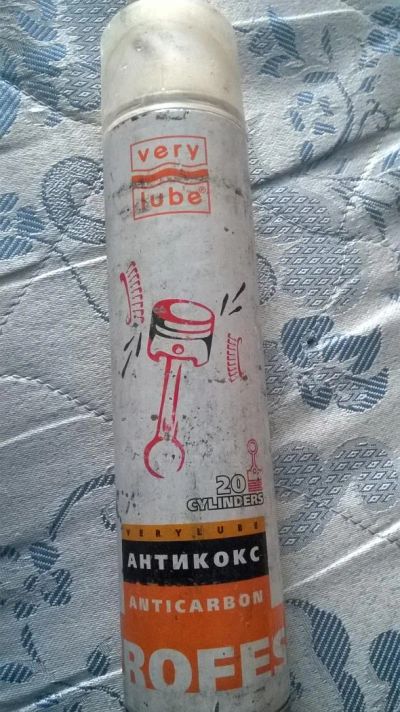 very
lube®
20
CYLINDERS
VERYLUBE
АНТИКОКС
ANTICARBON
ROFES